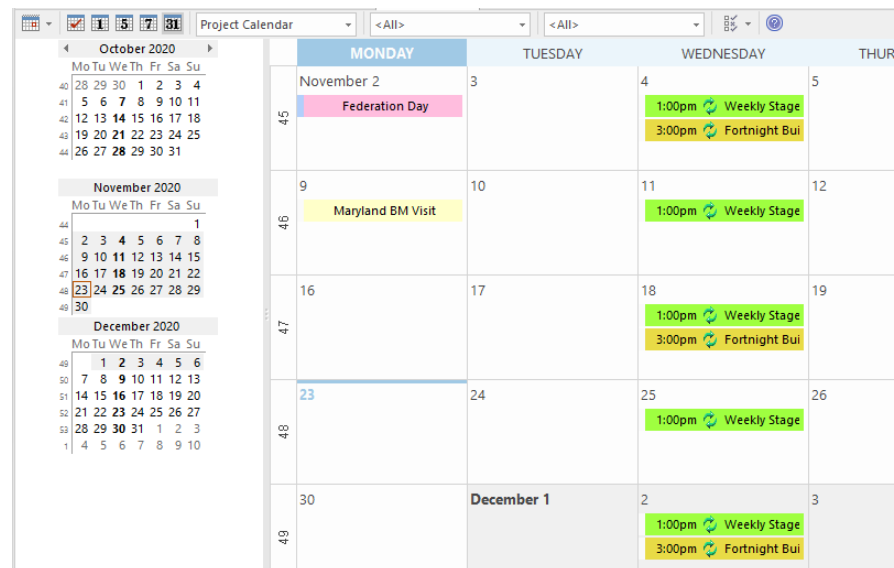 1 5 7 31 Project Calendar <All> <All>
October 2020
Mo Tu We Th Fr Sa Su
40 28 29 30 1 2 3 4
41 5 6 7 8 9 10 11
42 12 13 14 15 16 17 18
43 19 20 21 22 23 24 25
44 26 27 28 29 30 31
November 2020
Mo Tu We Th Fr Sa Su
44 1
45 2 3 4 5 6 7 8
46 9 10 11 12 13 14 15
47 16 17 18 19 20 21 22
48 23 24 25 26 27 28 29
49 30
December 2020
Mo Tu We Th Fr Sa Su
49 1 2 3 4 5 6
50 7 8 9 10 11 12 13
51 14 15 16 17 18 19 20
52 21 22 23 24 25 26 27
53 28 29 30 31 1 2 3
1 4 5 6 7 8 9 10
MONDAY TUESDAY WEDNESDAY THUR
45
November 2 3 4 5
Federation Day 1:00pm Weekly Stage
3:00pm Fortnight Bui
46
9 10 11 12
Maryland BM Visit 1:00pm Weekly Stage
47
16 17 18 19
1:00pm Weekly Stage
3:00pm Fortnight Bui
48
23 24 25 26
1:00pm Weekly Stage
49
30 December 1 2 3
1:00pm Weekly Stage
3:00pm Fortnight Bui